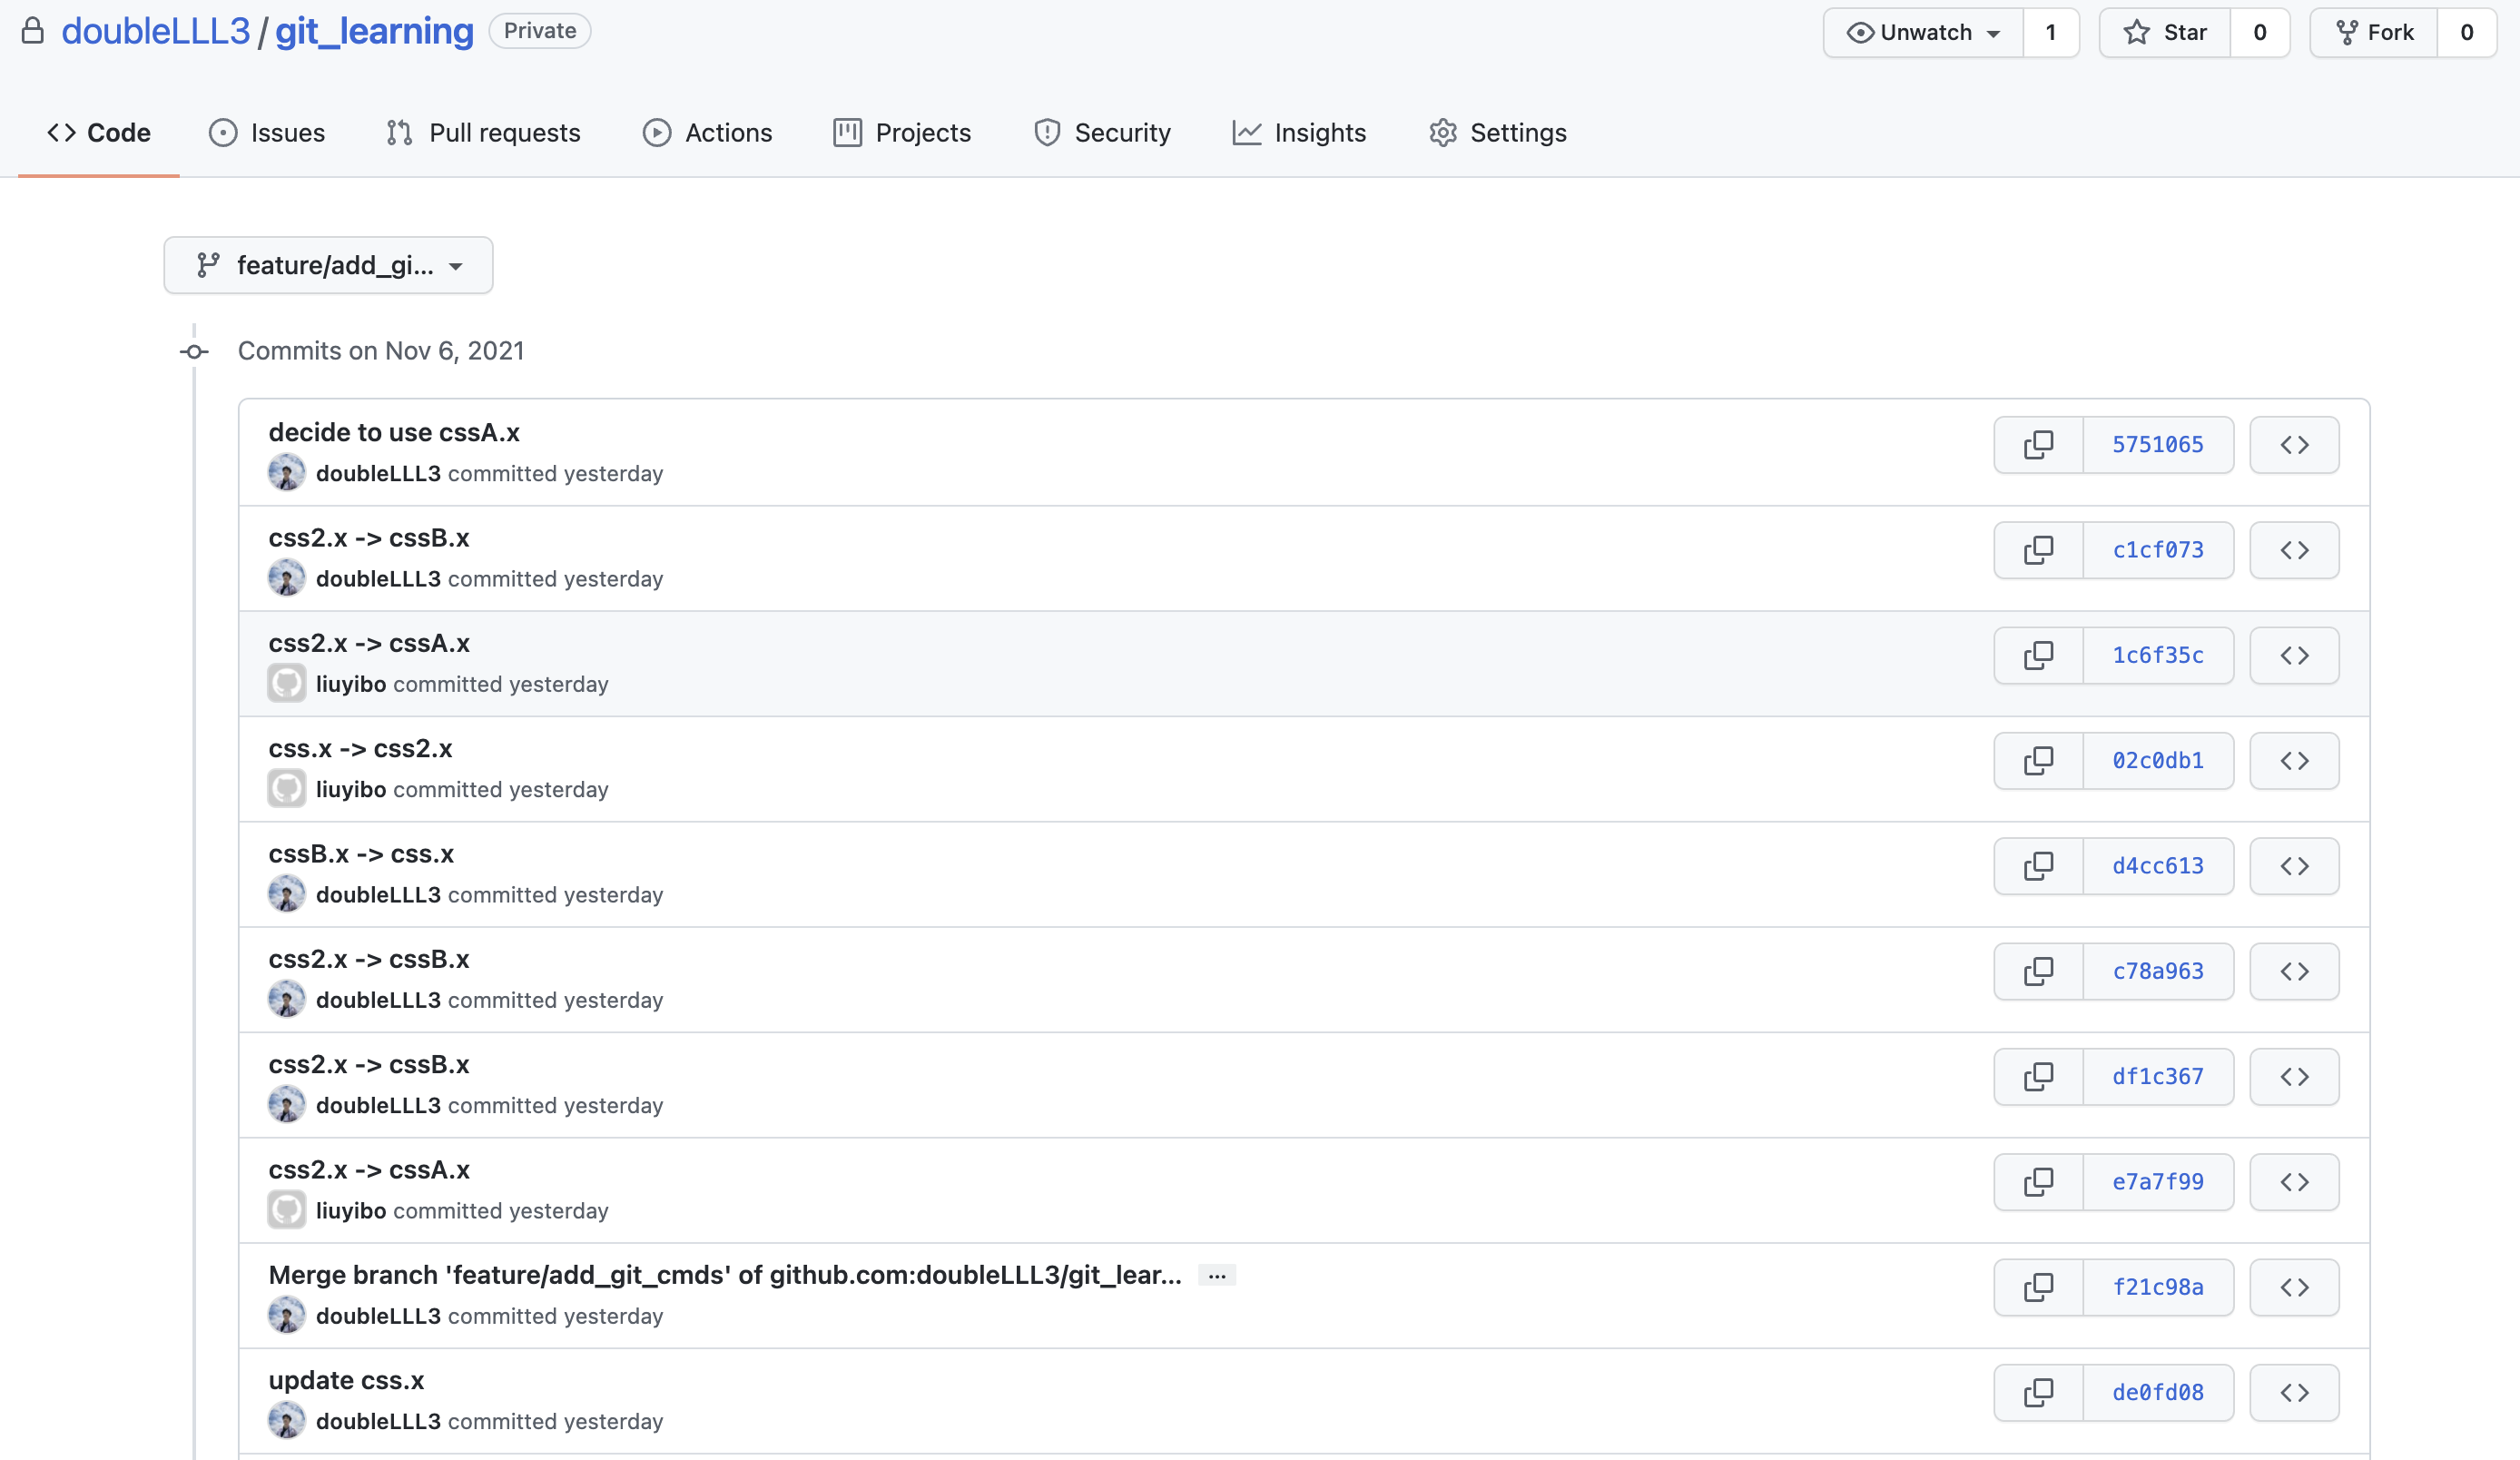 doubleLLL3 / git_learning Private Unwatch 1 Star 0 Fork 0
Code Issues Pull requests Actions Projects Security Insights Settings
feature/add_gi...
Commits on Nov 6, 2021
decide to use cssA.x
doubleLLL3 committed yesterday
5751065
css2.x -> cssB.x
doubleLLL3 committed yesterday
c1cf073
css2.x -> cssA.x
liuyibo committed yesterday
1c6f35c
css.x -> css2.x
liuyibo committed yesterday
02c0db1
cssB.x -> css.x
doubleLLL3 committed yesterday
d4cc613
css2.x -> cssB.x
doubleLLL3 committed yesterday
c78a963
css2.x -> cssB.x
doubleLLL3 committed yesterday
df1c367
css2.x -> cssA.x
liuyibo committed yesterday
e7a7f99
Merge branch 'feature/add_git_cmds' of github.com:doubleLLL3/git_lear... ...
doubleLLL3 committed yesterday
f21c98a
update css.x
doubleLLL3 committed yesterday
de0fd08